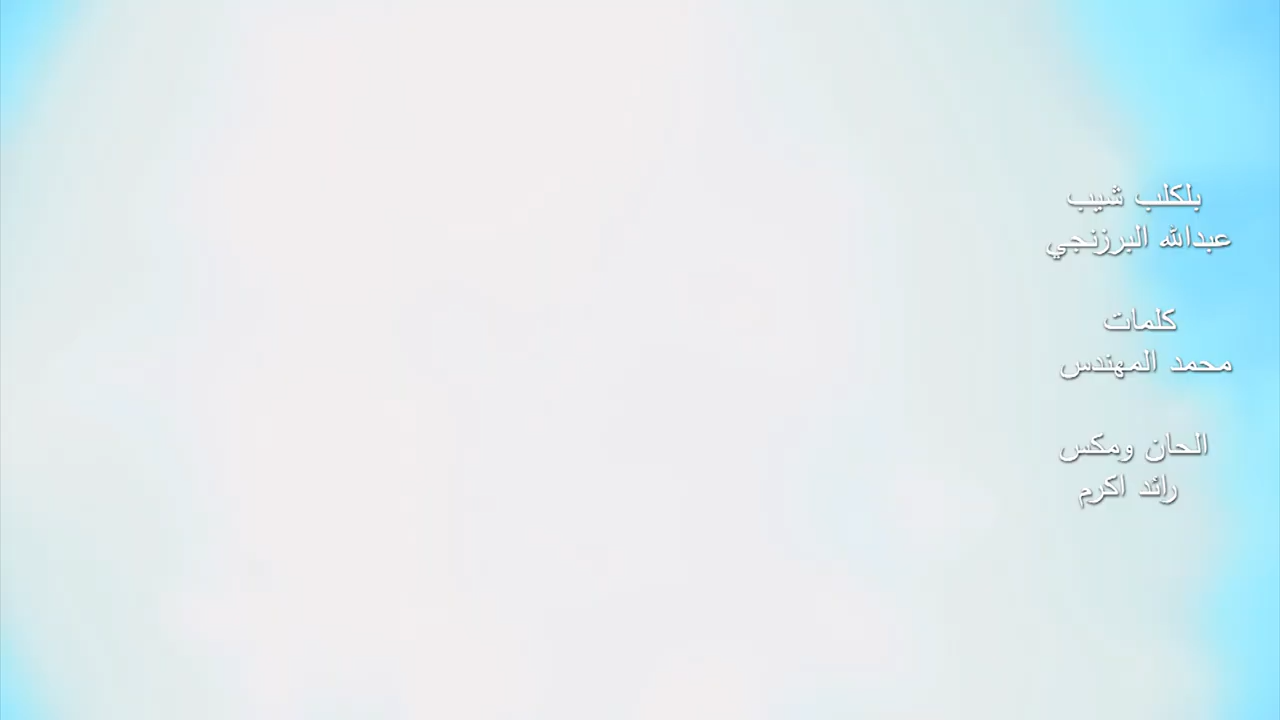 بلكلب شيب
عبدالله البرزنجي
كلمات
محمد المهندس
الحان ومكس
رائد اكرم